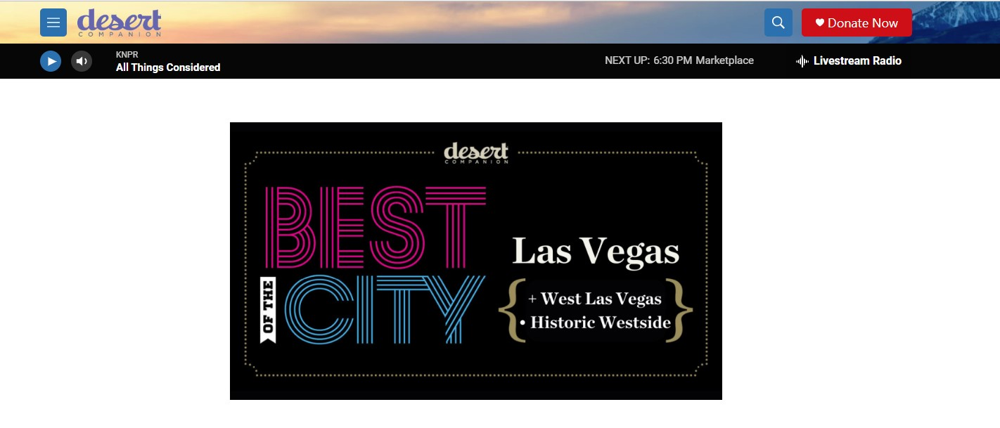 desert
COMPANION
Donate Now
KNPR
All Things Considered
NEXT UP: 6:30 PM Marketplace
Livestream Radio
desert
COMPANION
BEST
OF THE
CITY
Las Vegas
+ West Las Vegas
• Historic Westside